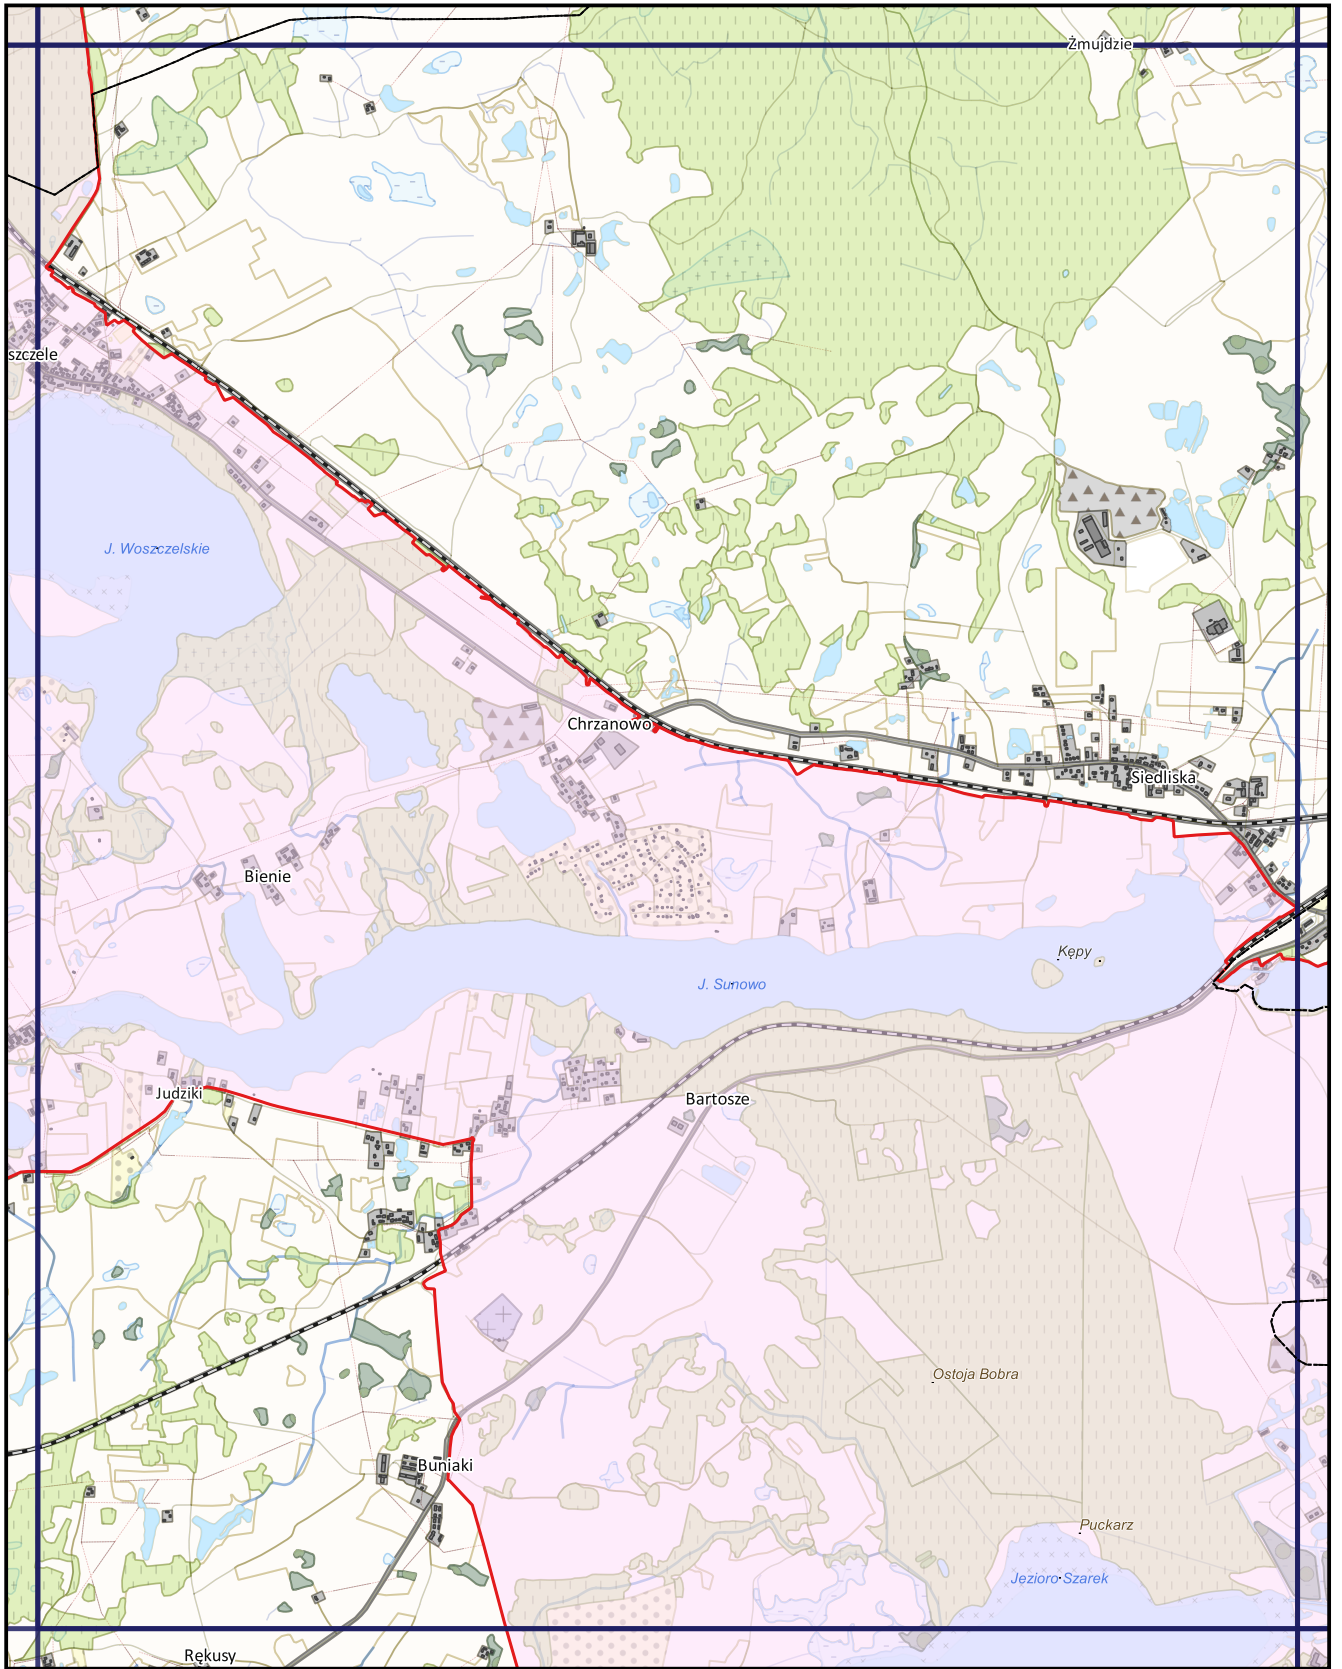 Żmujdzie
szczele
J. Woszczelskie
Chrzanowo
Siedliska
Bienie
Kępy
J. Sunowo
Judziki
Bartosze
Ostoja Bobra
Buniaki
Puckarz
Jezioro Szarek
Rękusy